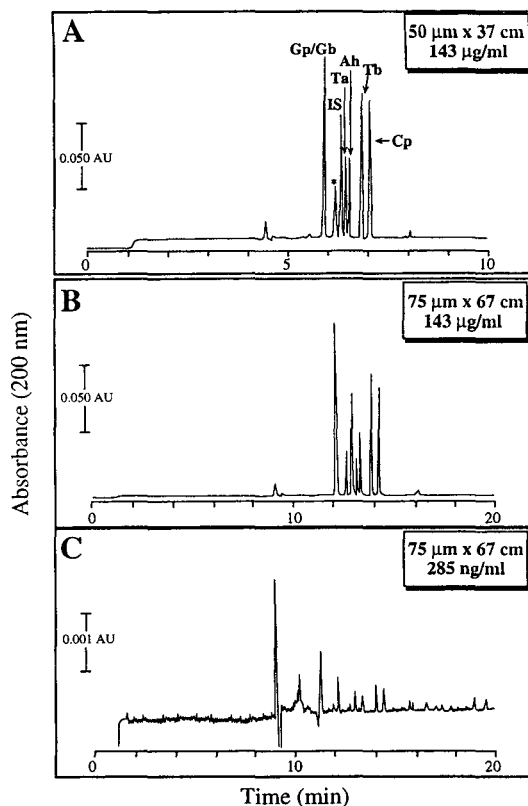 A
50 μm x 37 cm
143 μg/ml
Gp/Gb
Ah
Ta
Tb
IS
*
Cp
0.050 AU
0
5
10
B
75 μm x 67 cm
143 μg/ml
0.050 AU
0
10
20
C
75 μm x 67 cm
285 ng/ml
0.001 AU
0
10
20
Absorbance (200 nm)
Time (min)